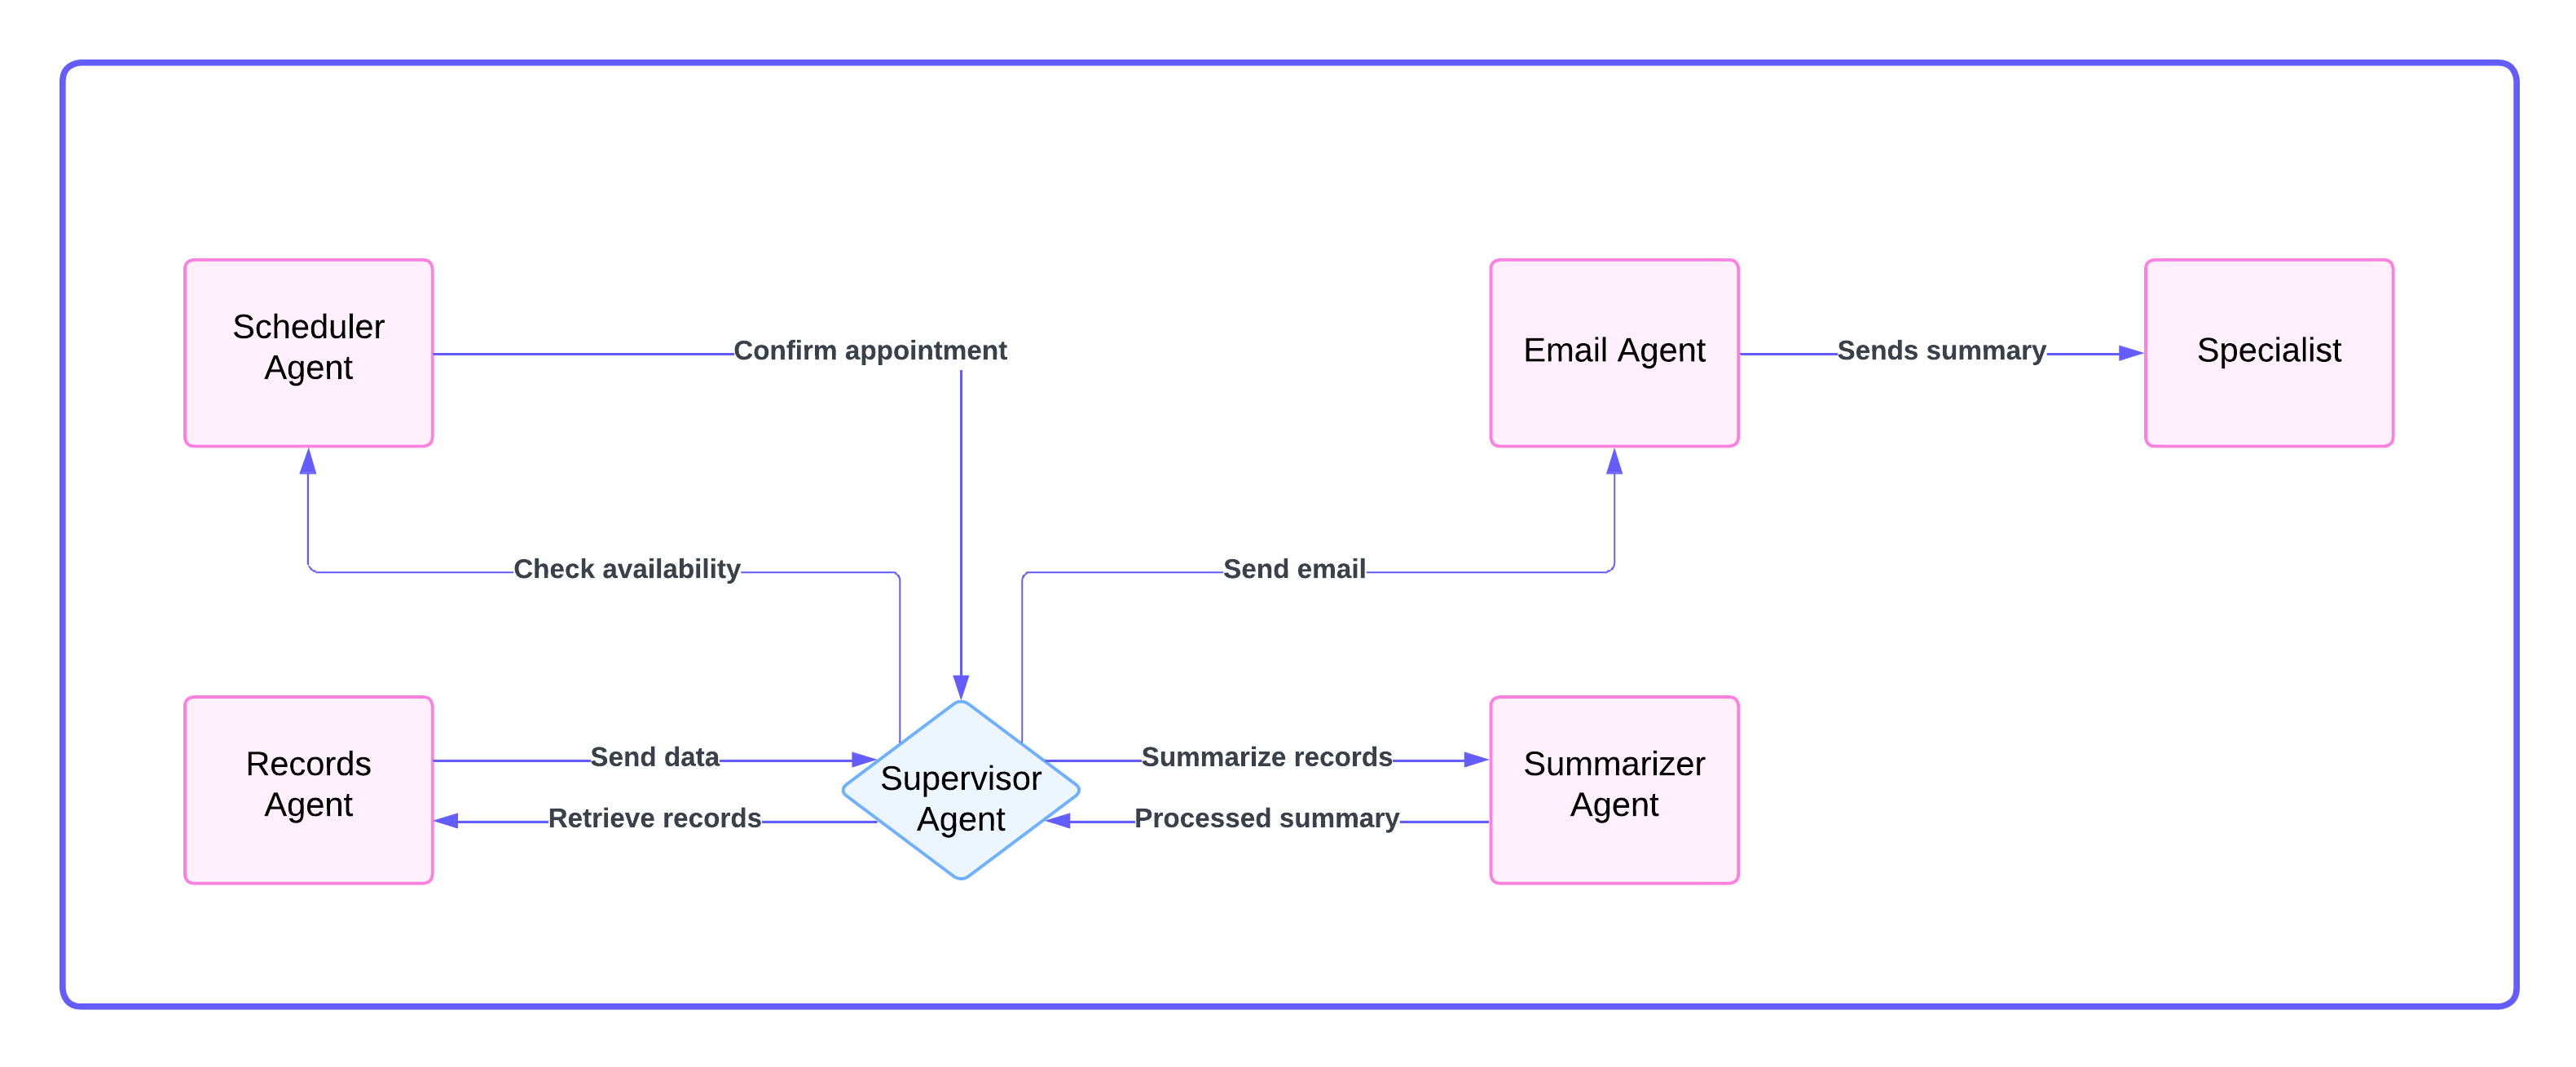 Scheduler
Agent
Confirm appointment
Email Agent
Sends summary
Specialist
Check availability
Send email
Records
Agent
Send data
Retrieve records
Supervisor
Agent
Summarize records
Processed summary
Summarizer
Agent